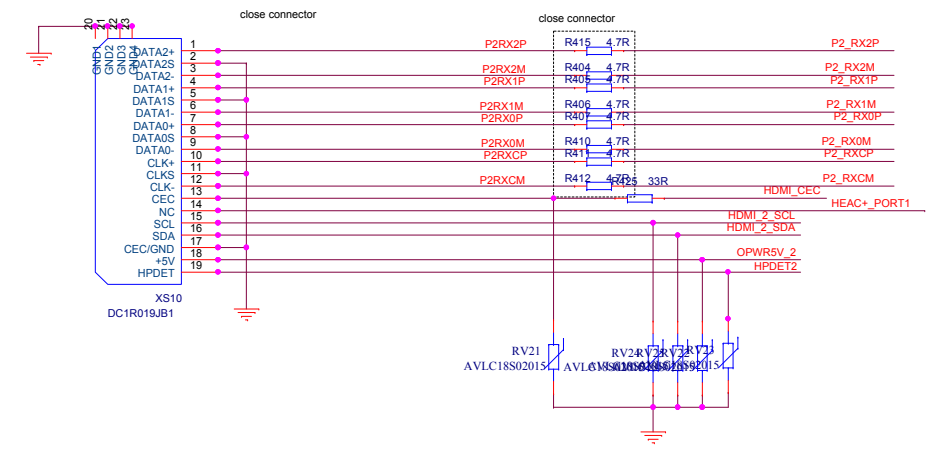 close connector
close connector
20
21
22
23
GND1
GND2
GND3
GND4
1
DATA2+
P2RX2P
R415
4.7R
P2_RX2P
2
DATA2S
3
DATA2-
P2RX2M
R404
4.7R
P2_RX2M
4
DATA1+
P2RX1P
R405
4.7R
P2_RX1P
5
DATA1S
6
DATA1-
P2RX1M
R406
4.7R
P2_RX1M
7
DATA0+
P2RX0P
R407
4.7R
P2_RX0P
8
DATA0S
9
DATA0-
P2RX0M
R410
4.7R
P2_RX0M
10
CLK+
P2RXCP
R411
4.7R
P2_RXCP
11
CLKS
12
CLK-
P2RXCM
R412
4.7R
P2_RXCM
13
CEC
R425
33R
HDMI_CEC
14
NC
HEAC+_PORT1
15
SCL
HDMI_2_SCL
16
SDA
HDMI_2_SDA
17
CEC/GND
18
+5V
OPWR5V_2
19
HPDET
HPDET2
XS10
DC1R019JB1
RV21
AVLC18S02015
RV24
RV22
RV23